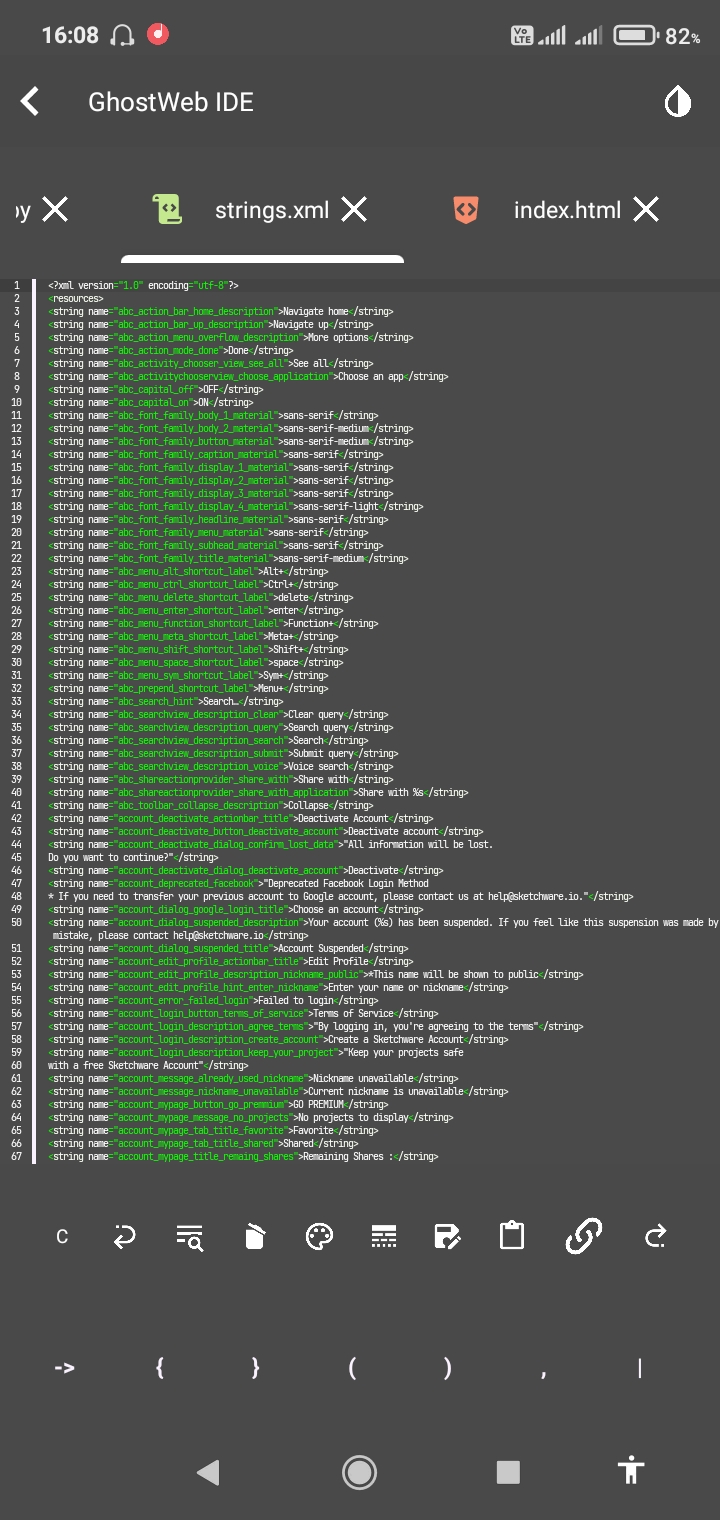 16:08 Vo LTE 82%
GhostWeb IDE
py strings.xml index.html
1 <?xml version="1.0" encoding="utf-8"?>
2 <resources>
3 <string name="abc_action_bar_home_description">Navigate home</string>
4 <string name="abc_action_bar_up_description">Navigate up</string>
5 <string name="abc_action_menu_overflow_description">More options</string>
6 <string name="abc_action_mode_done">Done</string>
7 <string name="abc_activity_chooser_view_see_all">See all</string>
8 <string name="abc_activitychooserview_choose_application">Choose an app</string>
9 <string name="abc_capital_off">OFF</string>
10 <string name="abc_capital_on">ON</string>
11 <string name="abc_font_family_body_1_material">sans-serif</string>
12 <string name="abc_font_family_body_2_material">sans-serif-medium</string>
13 <string name="abc_font_family_button_material">sans-serif-medium</string>
14 <string name="abc_font_family_caption_material">sans-serif</string>
15 <string name="abc_font_family_display_1_material">sans-serif</string>
16 <string name="abc_font_family_display_2_material">sans-serif</string>
17 <string name="abc_font_family_display_3_material">sans-serif</string>
18 <string name="abc_font_family_display_4_material">sans-serif-light</string>
19 <string name="abc_font_family_headline_material">sans-serif</string>
20 <string name="abc_font_family_menu_material">sans-serif</string>
21 <string name="abc_font_family_subhead_material">sans-serif</string>
22 <string name="abc_font_family_title_material">sans-serif-medium</string>
23 <string name="abc_menu_alt_shortcut_label">Alt+</string>
24 <string name="abc_menu_ctrl_shortcut_label">Ctrl+</string>
25 <string name="abc_menu_delete_shortcut_label">delete</string>
26 <string name="abc_menu_enter_shortcut_label">enter</string>
27 <string name="abc_menu_function_shortcut_label">Function+</string>
28 <string name="abc_menu_meta_shortcut_label">Meta+</string>
29 <string name="abc_menu_shift_shortcut_label">Shift+</string>
30 <string name="abc_menu_space_shortcut_label">space</string>
31 <string name="abc_menu_sym_shortcut_label">Sym+</string>
32 <string name="abc_prepend_shortcut_label">Menu+</string>
33 <string name="abc_search_hint">Search…</string>
34 <string name="abc_searchview_description_clear">Clear query</string>
35 <string name="abc_searchview_description_query">Search query</string>
36 <string name="abc_searchview_description_search">Search</string>
37 <string name="abc_searchview_description_submit">Submit query</string>
38 <string name="abc_searchview_description_voice">Voice search</string>
39 <string name="abc_shareactionprovider_share_with">Share with</string>
40 <string name="abc_shareactionprovider_share_with_application">Share with %s</string>
41 <string name="abc_toolbar_collapse_description">Collapse</string>
42 <string name="account_deactivate_actionbar_title">Deactivate Account</string>
43 <string name="account_deactivate_button_deactivate_account">Deactivate account</string>
44 <string name="account_deactivate_dialog_confirm_lost_data">"All information will be lost.
45 Do you want to continue?"</string>
46 <string name="account_deactivate_dialog_deactivate_account">Deactivate</string>
47 <string name="account_deprecated_facebook">"Deprecated Facebook Login Method
48 * If you need to transfer your previous account to Google account, please contact us at help@sketchware.io."</string>
49 <string name="account_dialog_google_login_title">Choose an account</string>
50 <string name="account_dialog_suspended_description">Your account (%s) has been suspended. If you feel like this suspension was made by
mistake, please contact help@sketchware.io</string>
51 <string name="account_dialog_suspended_title">Account Suspended</string>
52 <string name="account_edit_profile_actionbar_title">Edit Profile</string>
53 <string name="account_edit_profile_description_nickname_public">*This name will be shown to public</string>
54 <string name="account_edit_profile_hint_enter_nickname">Enter your name or nickname</string>
55 <string name="account_error_failed_login">Failed to login</string>
56 <string name="account_login_button_terms_of_service">Terms of Service</string>
57 <string name="account_login_description_agree_terms">"By logging in, you're agreeing to the terms"</string>
58 <string name="account_login_description_create_account">Create a Sketchware Account</string>
59 <string name="account_login_description_keep_your_project">"Keep your projects safe
60 with a free Sketchware Account"</string>
61 <string name="account_message_already_used_nickname">Nickname unavailable</string>
62 <string name="account_message_nickname_unavailable">Current nickname is unavailable</string>
63 <string name="account_mypage_button_go_premmium">GO PREMIUM</string>
64 <string name="account_mypage_message_no_projects">No projects to display</string>
65 <string name="account_mypage_tab_title_favorite">Favorite</string>
66 <string name="account_mypage_tab_title_shared">Shared</string>
67 <string name="account_mypage_title_remaing_shares">Remaining Shares :</string>
C
-> { } ( ) , |